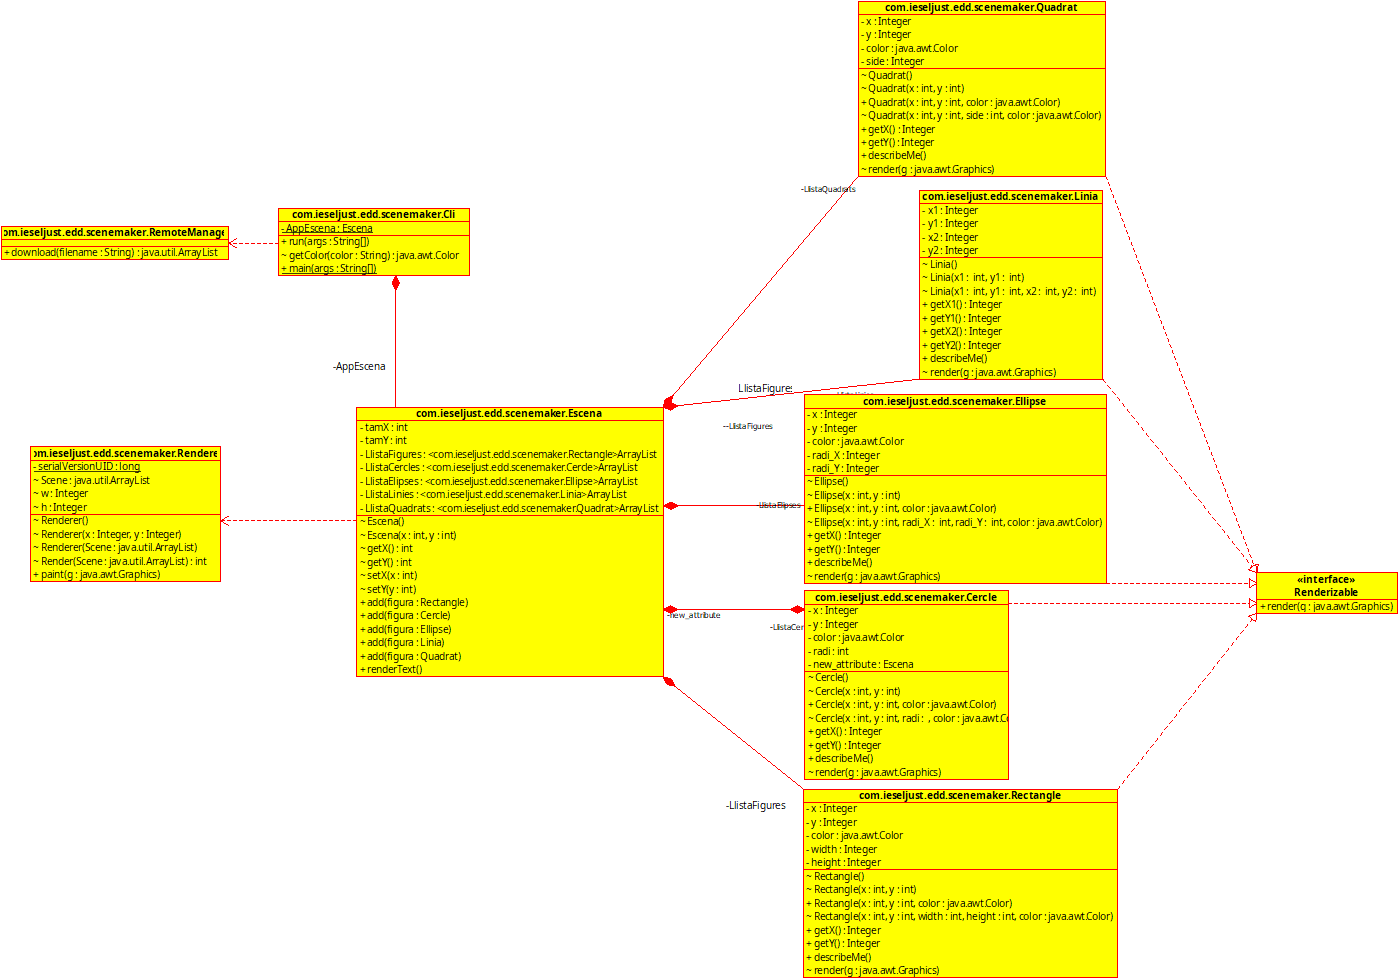 com.ieseljust.edd.scenemaker.Quadrat
- x : Integer
- y : Integer
- color : java.awt.Color
- side : Integer
~ Quadrat()
~ Quadrat(x : int, y : int)
+ Quadrat(x : int, y : int, color : java.awt.Color)
~ Quadrat(x : int, y : int, side : int, color : java.awt.Color)
+ getX() : Integer
+ getY() : Integer
+ describeMe()
~ render(g : java.awt.Graphics)
-LlistaQuadrats
com.ieseljust.edd.scenemaker.Linia
- x1 : Integer
- y1 : Integer
- x2 : Integer
- y2 : Integer
~ Linia()
~ Linia(x1 : int, y1 : int)
~ Linia(x1 : int, y1 : int, x2 : int, y2 : int)
+ getX1() : Integer
+ getY1() : Integer
+ getX2() : Integer
+ getY2() : Integer
+ describeMe()
~ render(g : java.awt.Graphics)
com.ieseljust.edd.scenemaker.Cli
- AppEscena : Escena
+ run(args : String[])
~ getColor(color : String) : java.awt.Color
+ main(args : String[])
om.ieseljust.edd.scenemaker.RemoteManage
+ download(filename : String) : java.util.ArrayList
-AppEscena
LlistaFigures
--LlistaFigures
com.ieseljust.edd.scenemaker.Escena
- tamX : int
- tamY : int
- LlistaFigures : <com.ieseljust.edd.scenemaker.Rectangle>ArrayList
- LlistaCercles : <com.ieseljust.edd.scenemaker.Cercle>ArrayList
- LlistaElipses : <com.ieseljust.edd.scenemaker.Ellipse>ArrayList
- LlistaLinies : <com.ieseljust.edd.scenemaker.Linia>ArrayList
- LlistaQuadrats : <com.ieseljust.edd.scenemaker.Quadrat>ArrayList
~ Escena()
~ Escena(x : int, y : int)
~ getX() : int
~ getY() : int
~ setX(x : int)
~ setY(y : int)
+ add(figura : Rectangle)
+ add(figura : Cercle)
+ add(figura : Ellipse)
+ add(figura : Linia)
+ add(figura : Quadrat)
+ renderText()
om.ieseljust.edd.scenemaker.Rendere
- serialVersionUID : long
~ Scene : java.util.ArrayList
~ w : Integer
~ h : Integer
~ Renderer()
~ Renderer(x : Integer, y : Integer)
~ Renderer(Scene : java.util.ArrayList)
~ Render(Scene : java.util.ArrayList) : int
+ paint(g : java.awt.Graphics)
com.ieseljust.edd.scenemaker.Ellipse
- x : Integer
- y : Integer
- color : java.awt.Color
- radi_X : Integer
- radi_Y : Integer
~ Ellipse()
~ Ellipse(x : int, y : int)
+ Ellipse(x : int, y : int, color : java.awt.Color)
~ Ellipse(x : int, y : int, radi_X : int, radi_Y : int, color : java.awt.Color)
+ getX() : Integer
+ getY() : Integer
+ describeMe()
~ render(g : java.awt.Graphics)
-LlistaElipses
«interface»
Renderizable
+ render(g : java.awt.Graphics)
-new_attribute
-LlistaCer
com.ieseljust.edd.scenemaker.Cercle
- x : Integer
- y : Integer
- color : java.awt.Color
- radi : int
- new_attribute : Escena
~ Cercle()
~ Cercle(x : int, y : int)
+ Cercle(x : int, y : int, color : java.awt.Color)
~ Cercle(x : int, y : int, radi : , color : java.awt.Co
+ getX() : Integer
+ getY() : Integer
+ describeMe()
~ render(g : java.awt.Graphics)
-LlistaFigures
com.ieseljust.edd.scenemaker.Rectangle
- x : Integer
- y : Integer
- color : java.awt.Color
- width : Integer
- height : Integer
~ Rectangle()
~ Rectangle(x : int, y : int)
+ Rectangle(x : int, y : int, color : java.awt.Color)
~ Rectangle(x : int, y : int, width : int, height : int, color : java.awt.Color)
+ getX() : Integer
+ getY() : Integer
+ describeMe()
~ render(g : java.awt.Graphics)